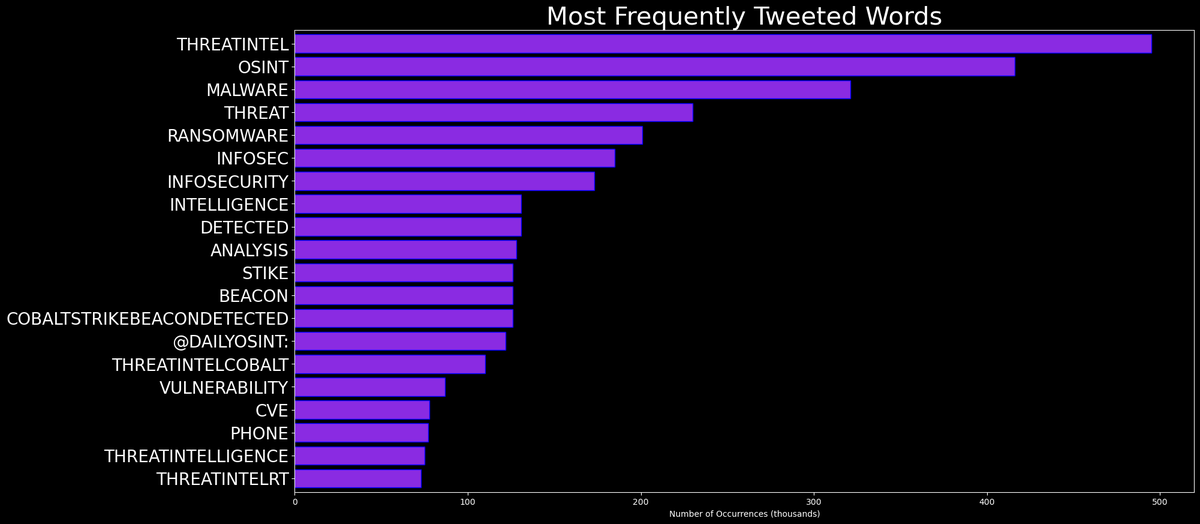 Most Frequently Tweeted Words
THREATINTEL
OSINT
MALWARE
THREAT
RANSOMWARE
INFOSEC
INFOSECURITY
INTELLIGENCE
DETECTED
ANALYSIS
STIKE
BEACON
COBALTSTRIKEBEACONDETECTED
@DAILYOSINT:
THREATINTELCOBALT
VULNERABILITY
CVE
PHONE
THREATINTELLIGENCE
THREATINTELRT
0 100 200 300 400 500
Number of Occurrences (thousands)